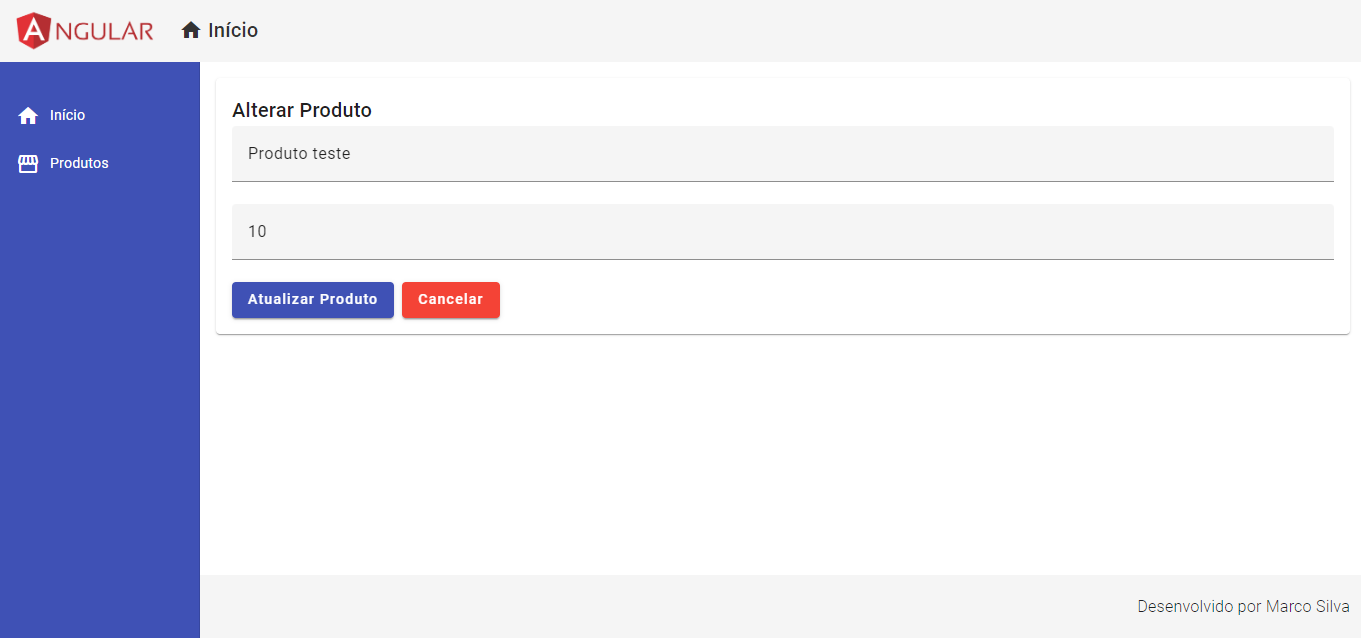 ANGULAR
Início
Início
Produtos
Alterar Produto
Produto teste
10
Atualizar Produto
Cancelar
Desenvolvido por Marco Silva